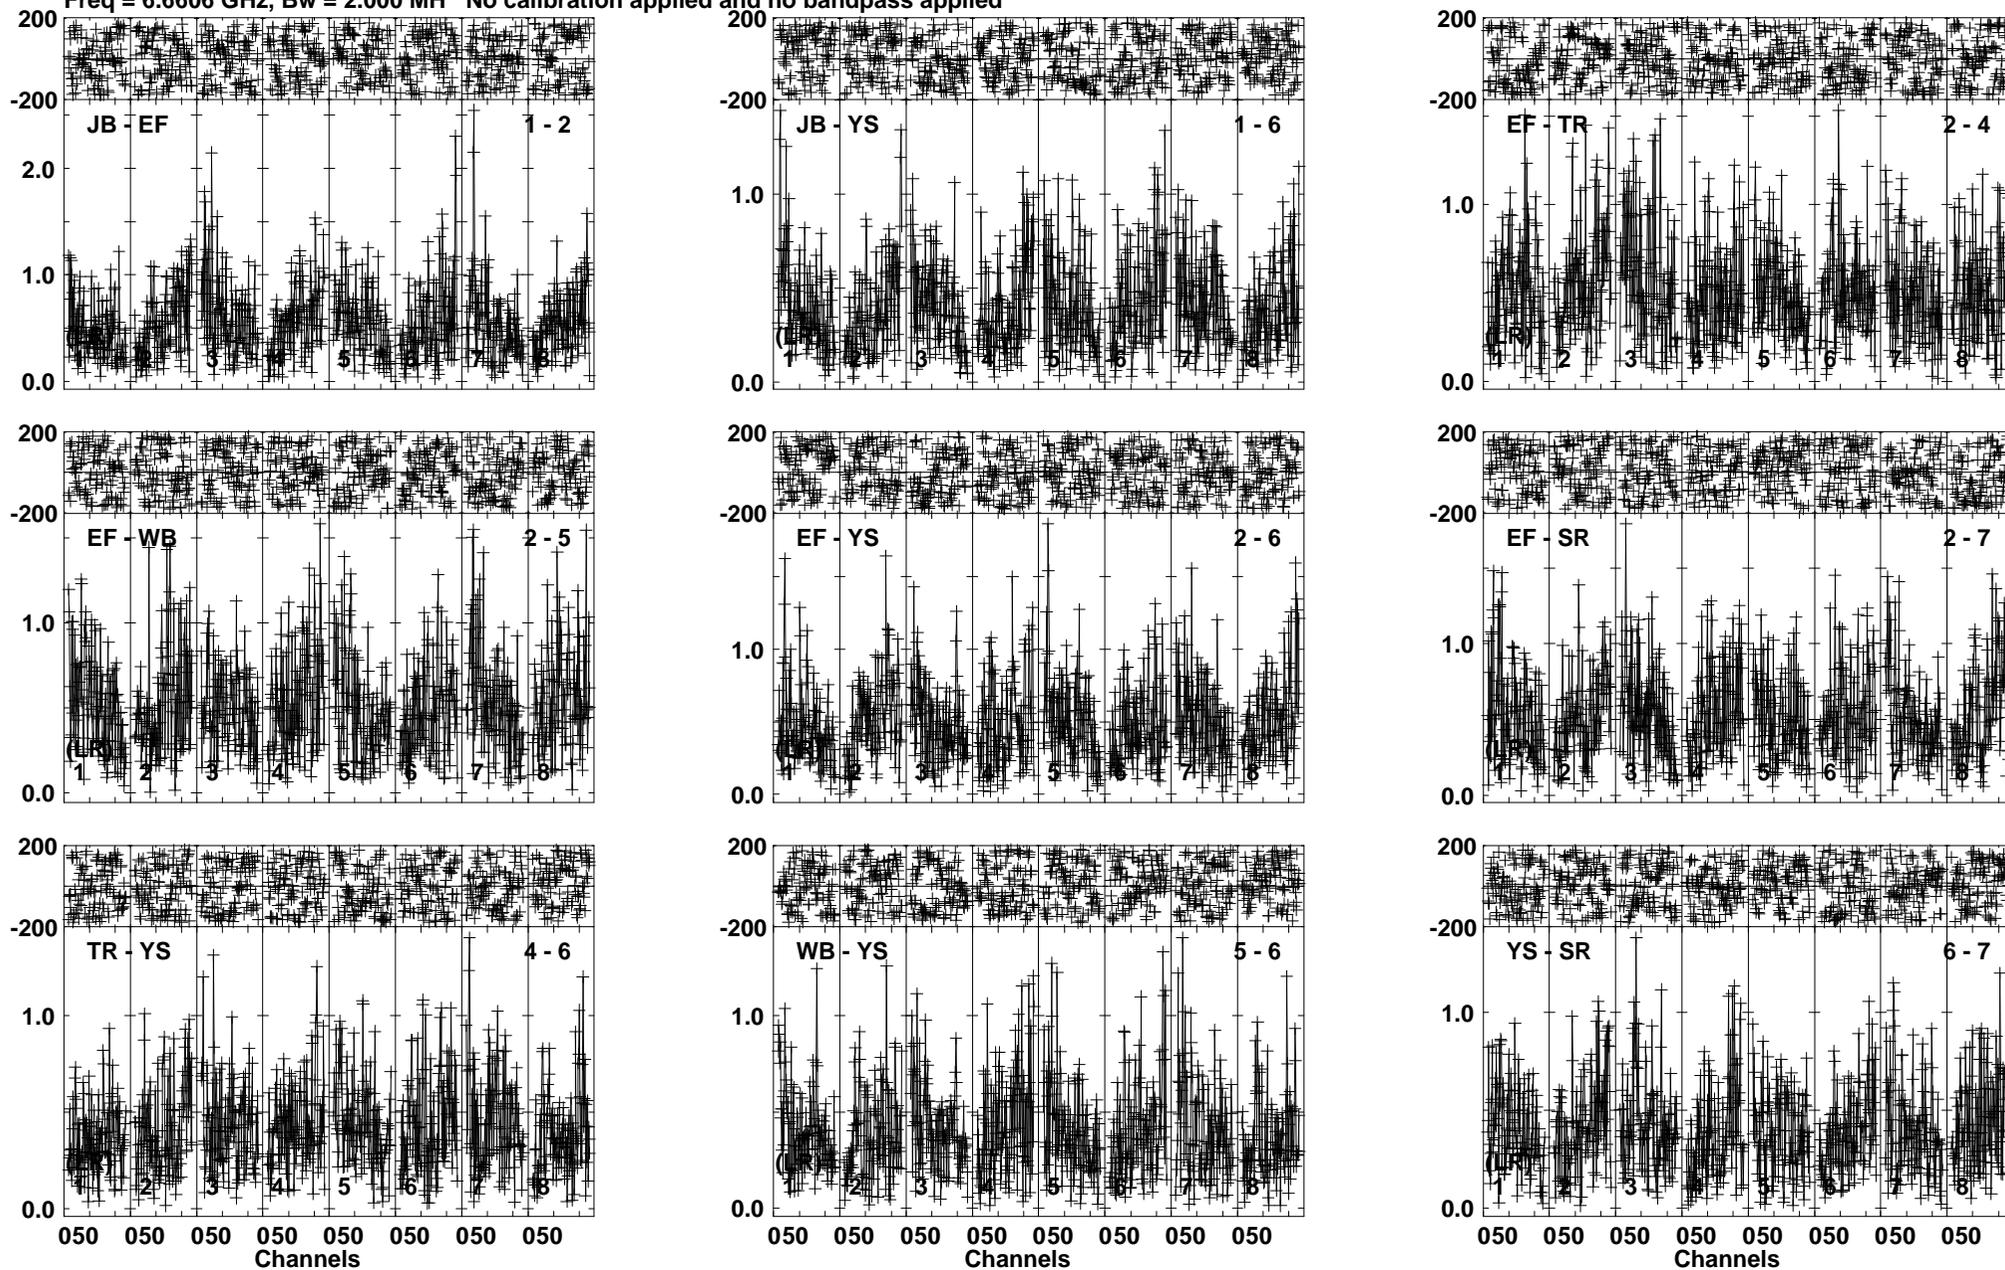 Freq = 6.6606 GHz, Bw = 2.000 MH No calibration applied and no bandpass applied
200 200 200
-200 -200 -200
JB - EF 1 - 2 JB - YS 1 - 6 EF - TR 2 - 4
2.0
1.0 1.0
1.0
(LR) (LR) (LR)
1 2 3 4 5 6 7 8 1 2 3 4 5 6 7 8 1 2 3 4 5 6 7 8
0.0 0.0 0.0
200 200 200
-200 -200 -200
EF - WB 2 - 5 EF - YS 2 - 6 EF - SR 2 - 7
1.0 1.0 1.0
(LR) (LR) (LR)
1 2 3 4 5 6 7 8 1 2 3 4 5 6 7 8 1 2 3 4 5 6 7 8
0.0 0.0 0.0
200 200 200
-200 -200 -200
TR - YS 4 - 6 WB - YS 5 - 6 YS - SR 6 - 7
1.0 1.0 1.0
(LR) (LR) (LR)
1 2 3 4 5 6 7 8 1 2 3 4 5 6 7 8 1 2 3 4 5 6 7 8
0.0 0.0 0.0
050 050 050 050 050 050 050 050 050 050 050 050 050 050 050 050 050 050 050 050 050 050 050 050
Channels Channels Channels